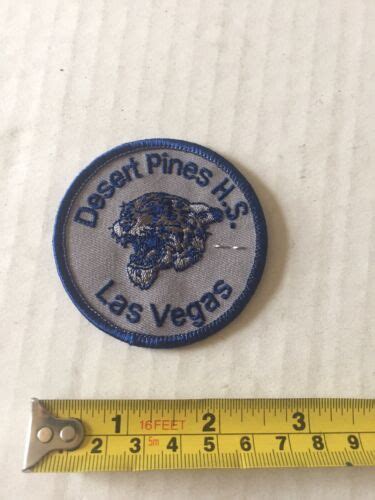 Desert Pines H.S.
Las Vegas
1 16FEET 2 3
2 3 4 5m 5 6 7 8 9